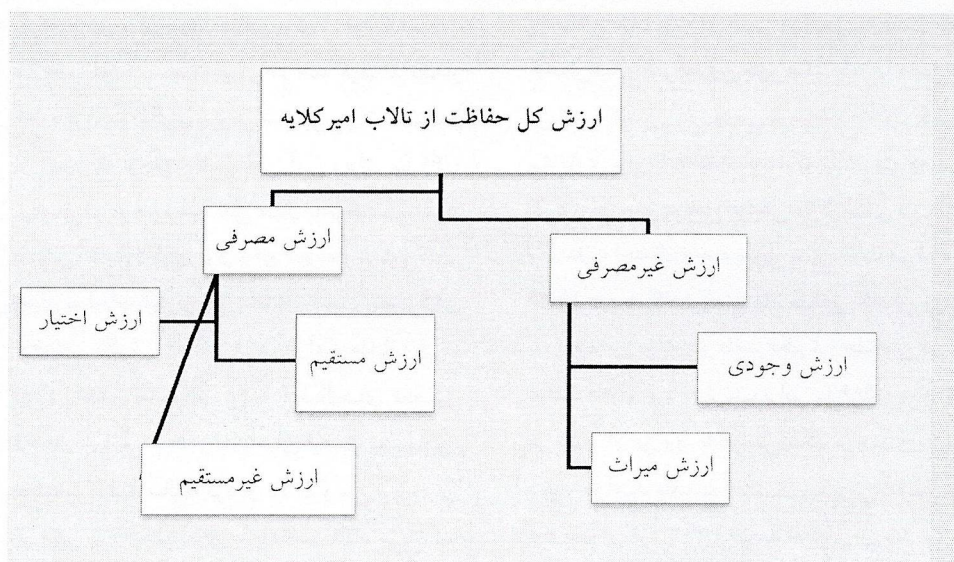 ارزش کل حفاظت از تالاب امیرکلایه
ارزش مصرفی
ارزش غیرمصرفی
ارزش اختیار
ارزش مستقیم
ارزش وجودی
ارزش غیرمستقیم
ارزش میراث